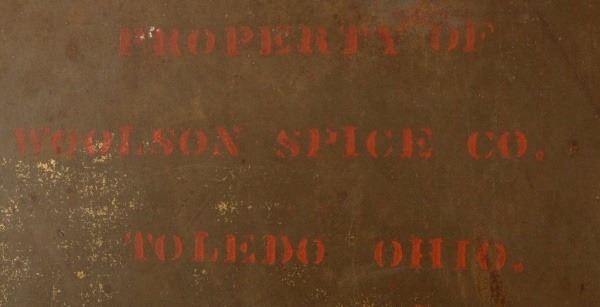 PROPERTY OF
WOOLSON SPICE CO.
TOLEDO OHIO.